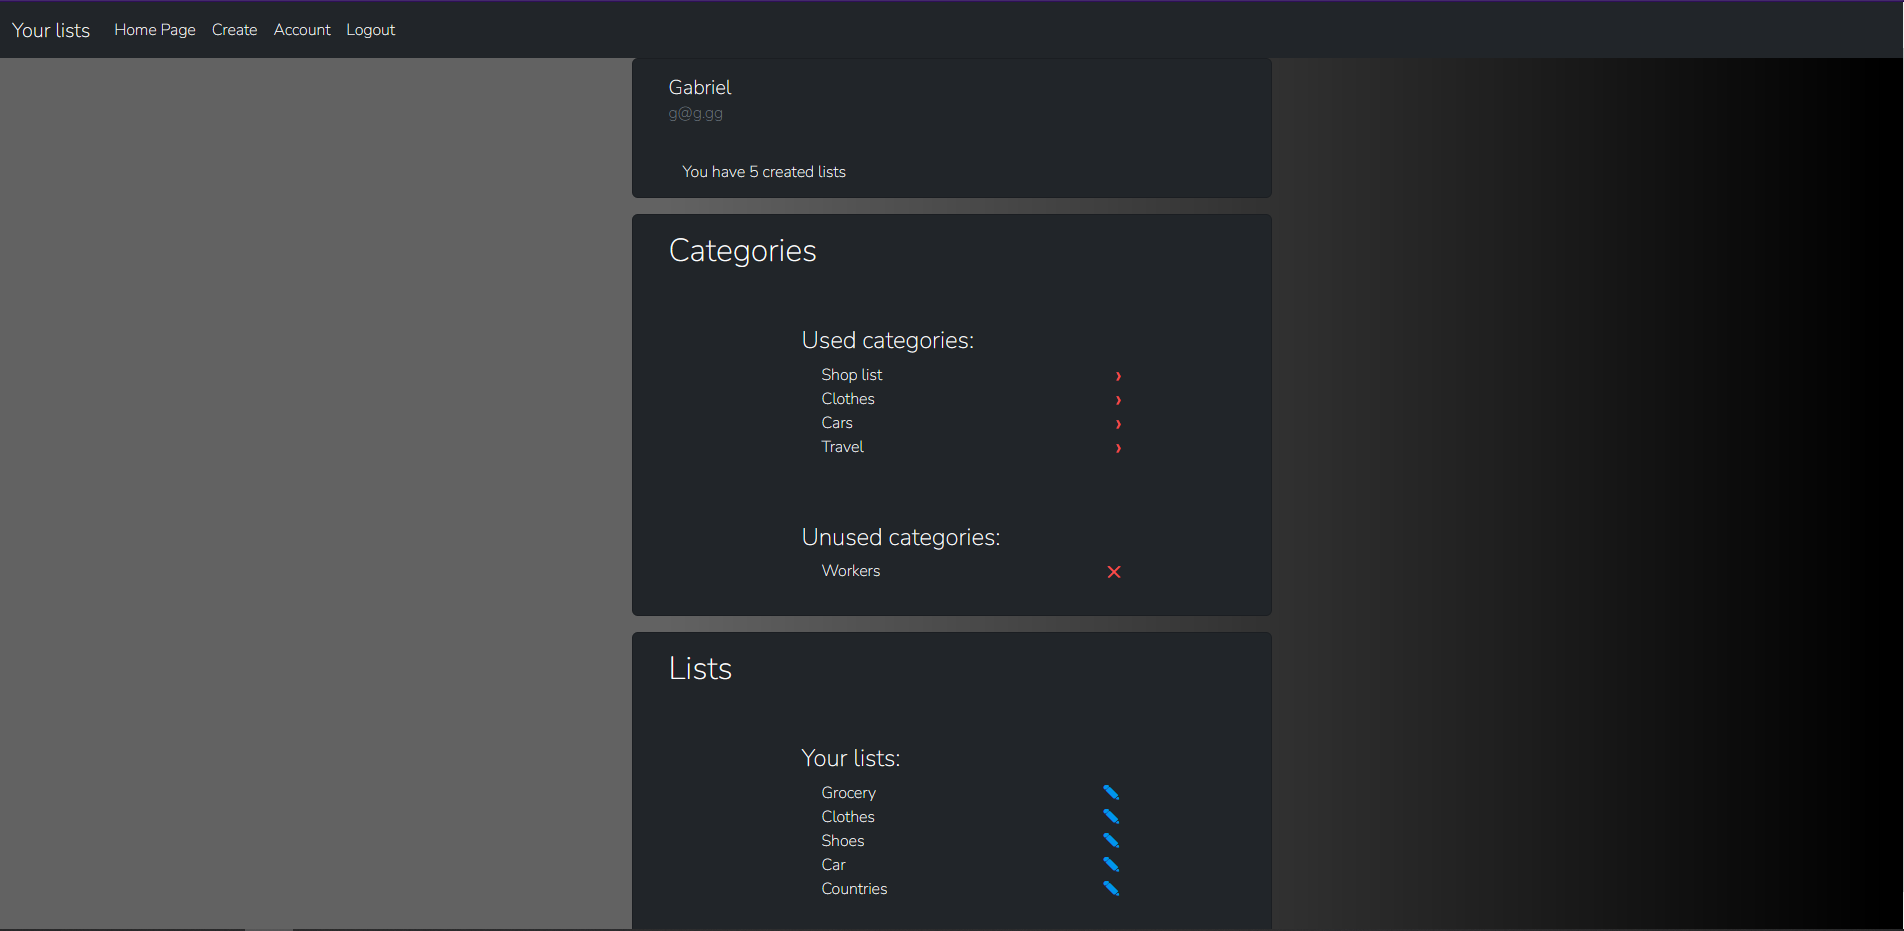 Your lists Home Page Create Account Logout
Gabriel
g@g.gg
You have 5 created lists
Categories
Used categories:
Shop list ›
Clothes ›
Cars ›
Travel ›
Unused categories:
Workers ✕
Lists
Your lists:
Grocery
Clothes
Shoes
Car
Countries